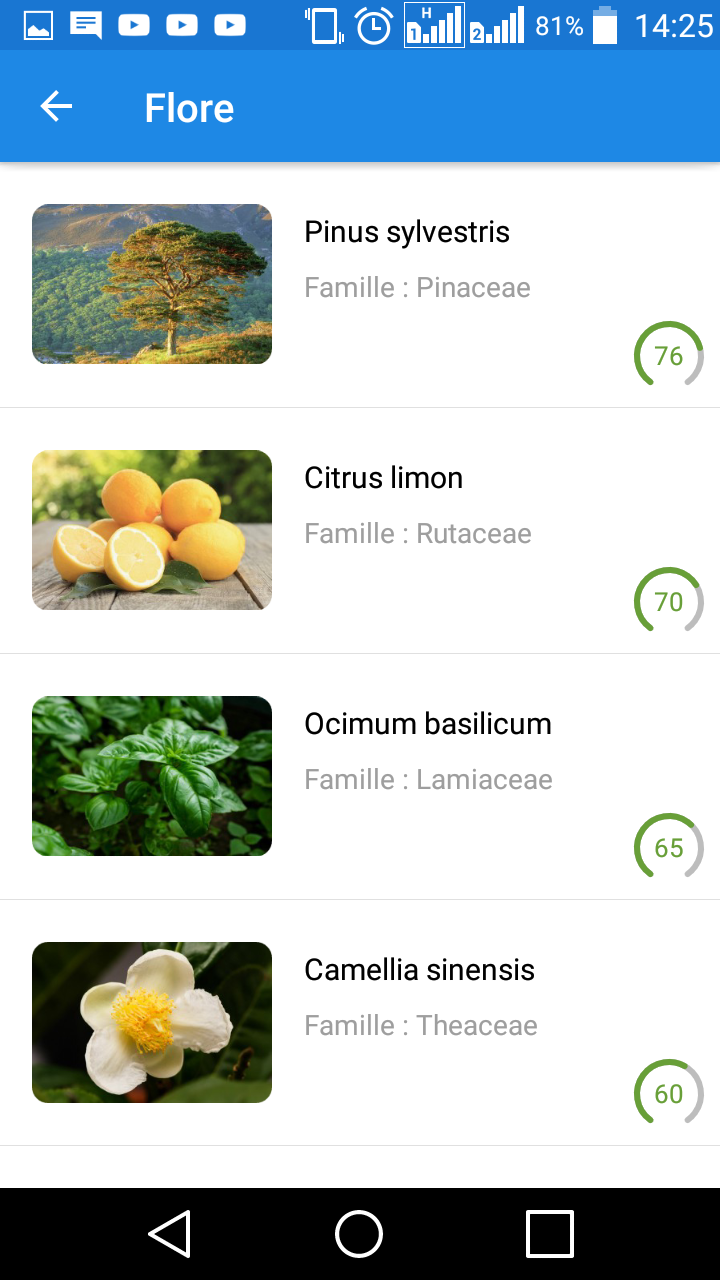 H
1 2 81% 14:25
Flore
Pinus sylvestris
Famille : Pinaceae
76
Citrus limon
Famille : Rutaceae
70
Ocimum basilicum
Famille : Lamiaceae
65
Camellia sinensis
Famille : Theaceae
60